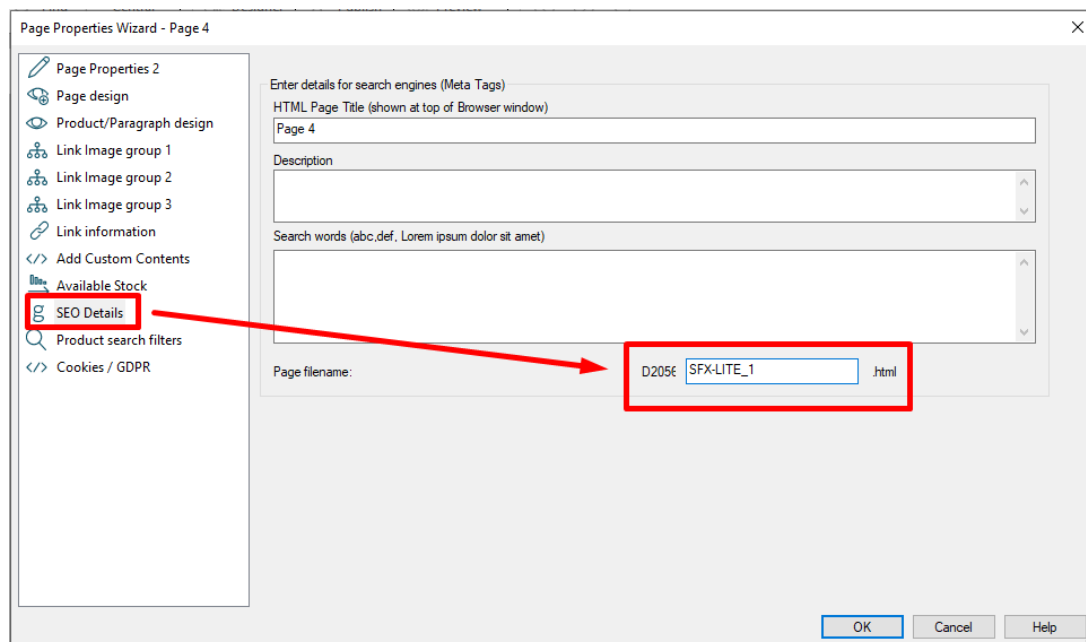 Page Properties Wizard - Page 4
Page Properties 2
Page design
Product/Paragraph design
Link Image group 1
Link Image group 2
Link Image group 3
Link information
Add Custom Contents
Available Stock
SEO Details
Product search filters
Cookies / GDPR
Enter details for search engines (Meta Tags)
HTML Page Title (shown at top of Browser window)
Page 4
Description
Search words (abc,def, Lorem ipsum dolor sit amet)
Page filename: D2056 SFX-LITE_1 .html
OK Cancel Help